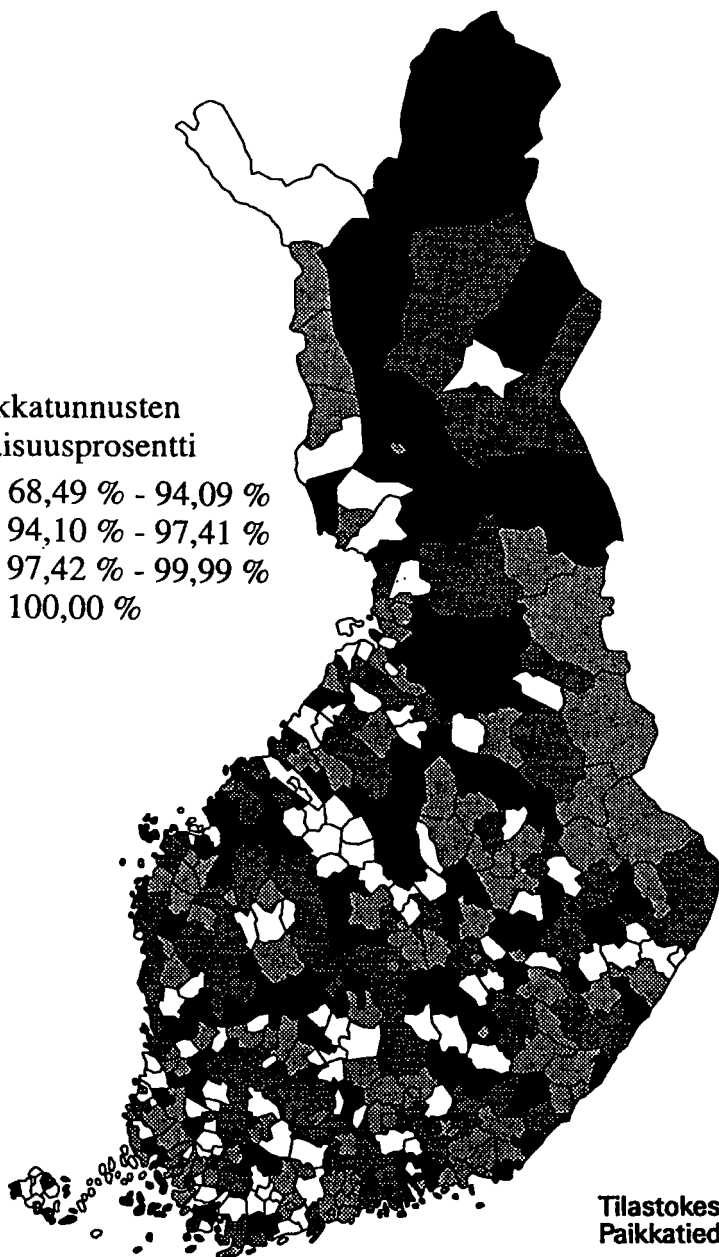 kkatunnusten
isuusprosentti
68,49 % - 94,09 %
94,10 % - 97,41 %
97,42 % - 99,99 %
100,00 %
Tilastokes
Paikkatied